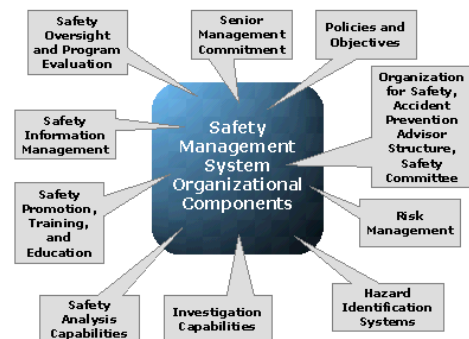 Safety
Oversight
and Program
Evaluation
Senior
Management
Commitment
Policies and
Objectives
Organization
for Safety,
Accident
Prevention
Advisor
Structure,
Safety
Committee
Safety
Information
Management
Safety
Management
System
Organizational
Components
Safety
Promotion,
Training,
and
Education
Risk
Management
Safety
Analysis
Capabilities
Investigation
Capabilities
Hazard
Identification
Systems